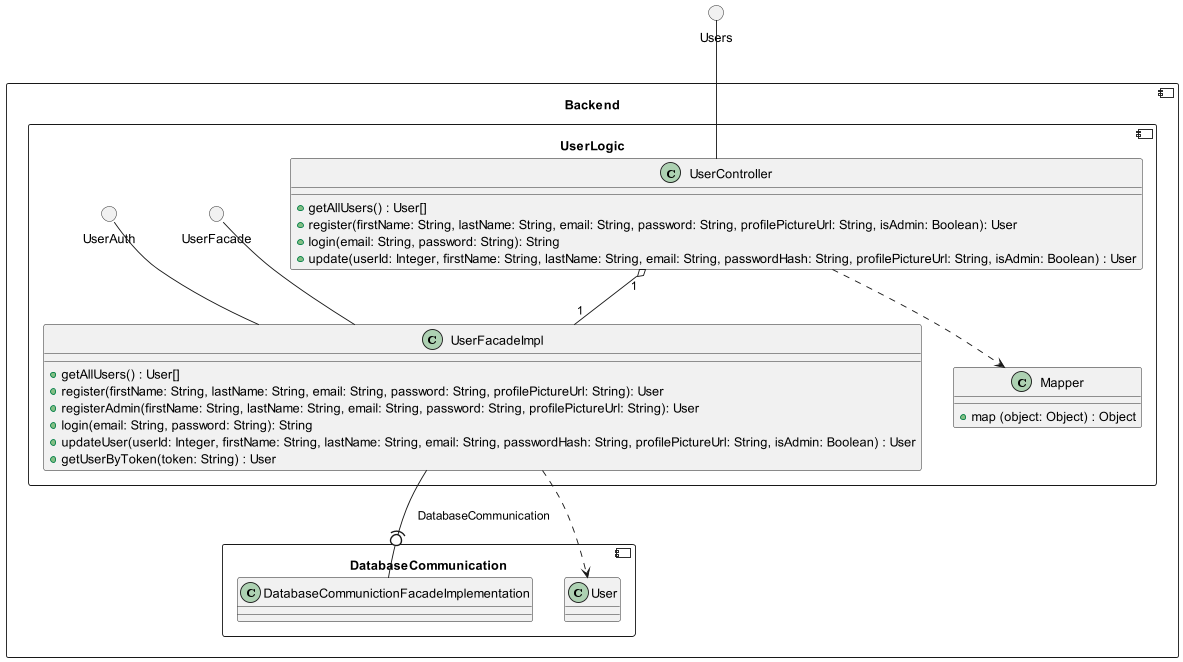 Users
Backend
UserLogic
C UserController
getAllUsers() : User[]
register(firstName: String, lastName: String, email: String, password: String, profilePictureUrl: String, isAdmin: Boolean): User
login(email: String, password: String): String
update(userId: Integer, firstName: String, lastName: String, email: String, passwordHash: String, profilePictureUrl: String, isAdmin: Boolean) : User
UserAuth
UserFacade
1
1
C UserFacadeImpl
getAllUsers() : User[]
register(firstName: String, lastName: String, email: String, password: String, profilePictureUrl: String): User
registerAdmin(firstName: String, lastName: String, email: String, password: String, profilePictureUrl: String): User
login(email: String, password: String): String
updateUser(userId: Integer, firstName: String, lastName: String, email: String, passwordHash: String, profilePictureUrl: String, isAdmin: Boolean) : User
getUserByToken(token: String) : User
C Mapper
map (object: Object) : Object
DatabaseCommunication
DatabaseCommunication
C DatabaseCommunictionFacadeImplementation
C User